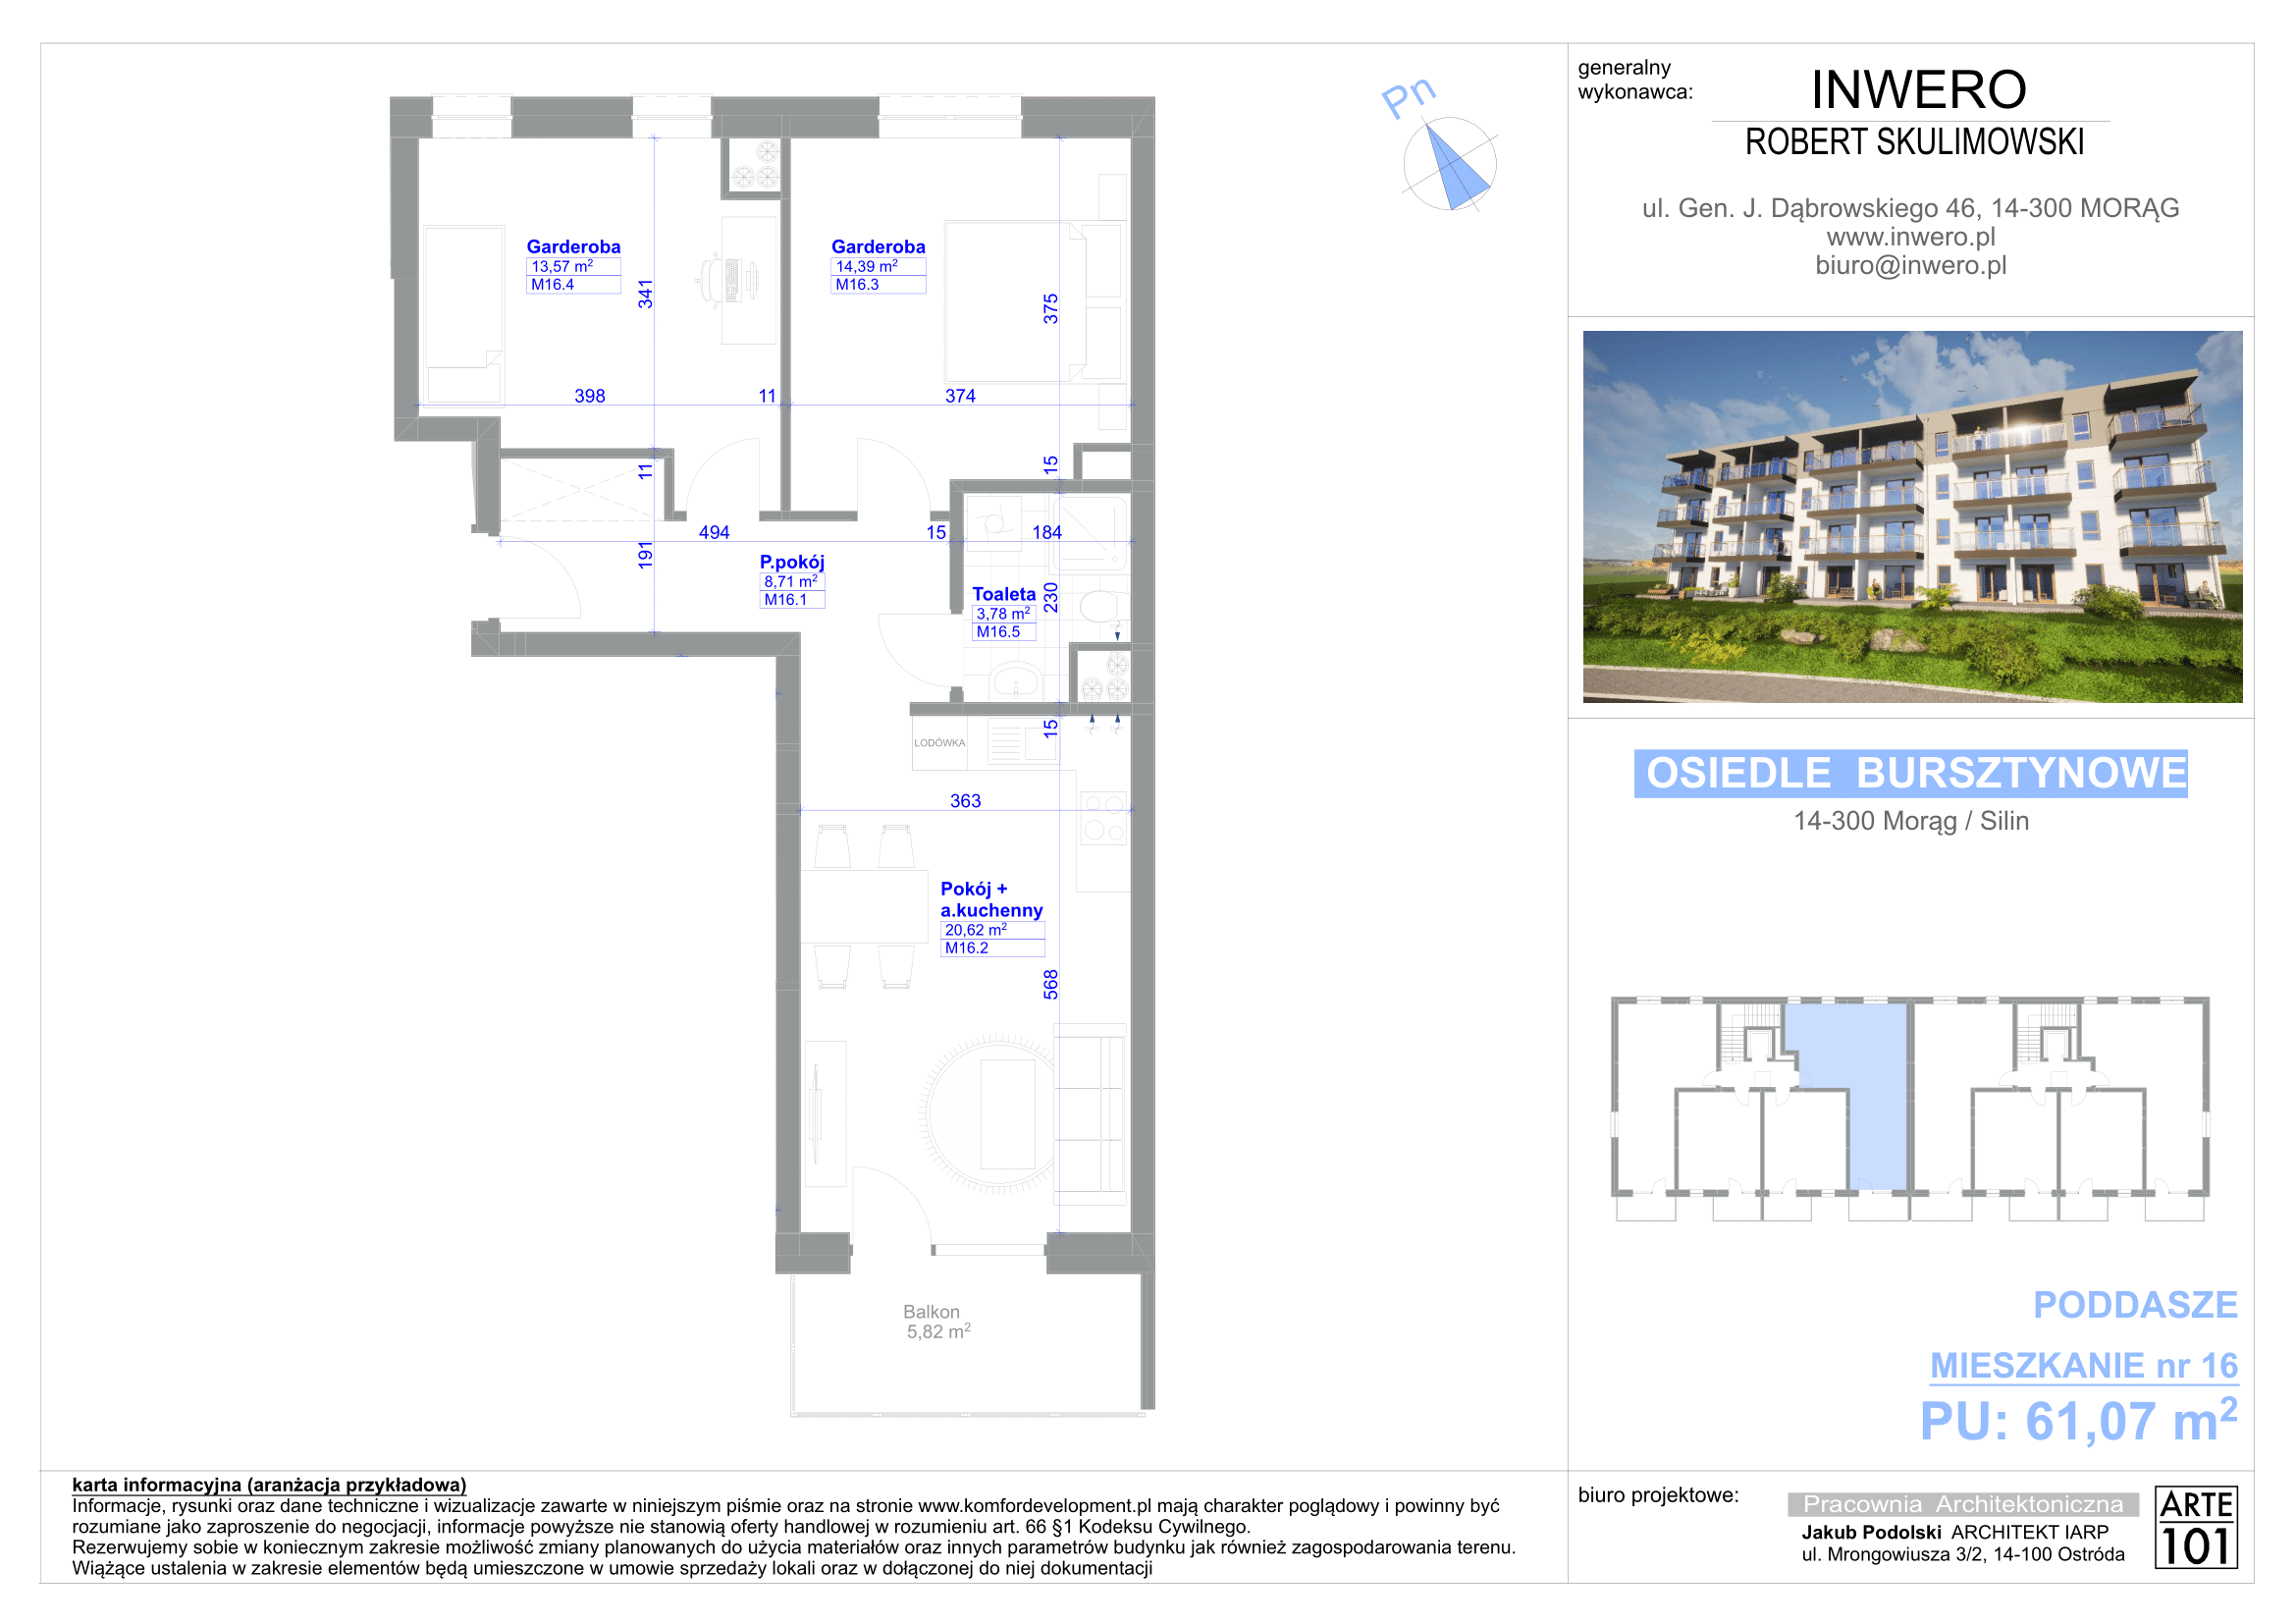 Pn
Garderoba
13,57 m²
M16.4
Garderoba
14,39 m²
M16.3
341
375
398
11
374
11
15
494
15
184
191
P.pokój
8,71 m²
M16.1
Toaleta
3,78 m²
M16.5
230
15
LODÓWKA
363
Pokój +
a.kuchenny
20,62 m²
M16.2
568
Balkon
5,82 m²
generalny
wykonawca:
INWERO
ROBERT SKULIMOWSKI
ul. Gen. J. Dąbrowskiego 46, 14-300 MORĄG
www.inwero.pl
biuro@inwero.pl
OSIEDLE BURSZTYNOWE
14-300 Morąg / Silin
PODDASZE
MIESZKANIE nr 16
PU: 61,07 m²
karta informacyjna (aranżacja przykładowa)
Informacje, rysunki oraz dane techniczne i wizualizacje zawarte w niniejszym piśmie oraz na stronie www.komfordevelopment.pl mają charakter poglądowy i powinny być
rozumiane jako zaproszenie do negocjacji, informacje powyższe nie stanowią oferty handlowej w rozumieniu art. 66 §1 Kodeksu Cywilnego.
Rezerwujemy sobie w koniecznym zakresie możliwość zmiany planowanych do użycia materiałów oraz innych parametrów budynku jak również zagospodarowania terenu.
Wiążące ustalenia w zakresie elementów będą umieszczone w umowie sprzedaży lokali oraz w dołączonej do niej dokumentacji
biuro projektowe:
Pracownia Architektoniczna
Jakub Podolski ARCHITEKT IARP
ul. Mrongowiusza 3/2, 14-100 Ostróda
ARTE
101